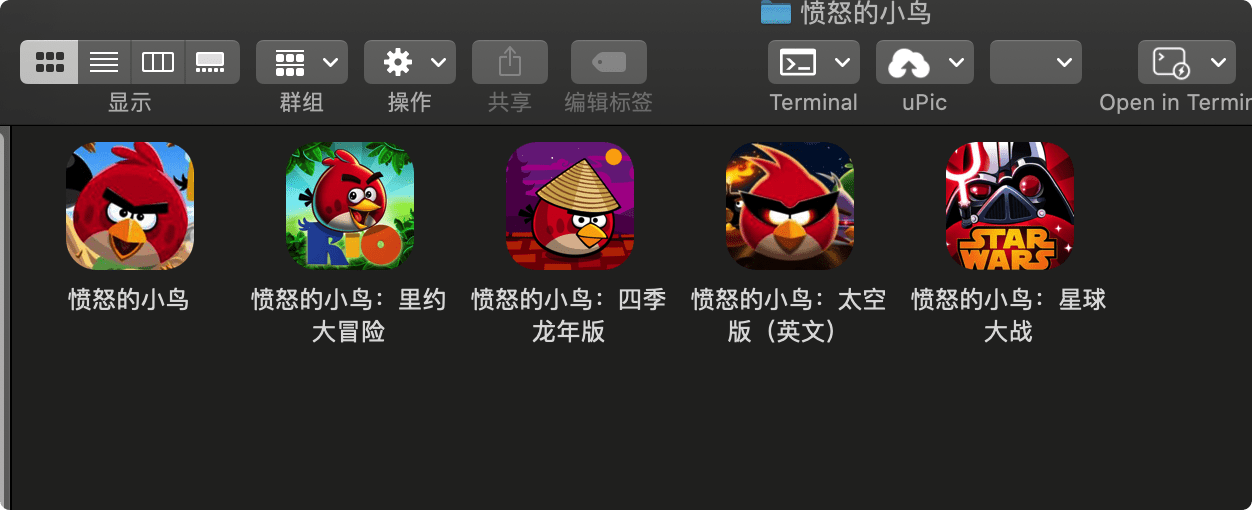 愤怒的小鸟
显示
群组
操作
共享
编辑标签
Terminal
uPic
Open in Termin
RIO
STAR
WARS
愤怒的小鸟
愤怒的小鸟：里约
大冒险
愤怒的小鸟：四季
龙年版
愤怒的小鸟：太空
版（英文）
愤怒的小鸟：星球
大战